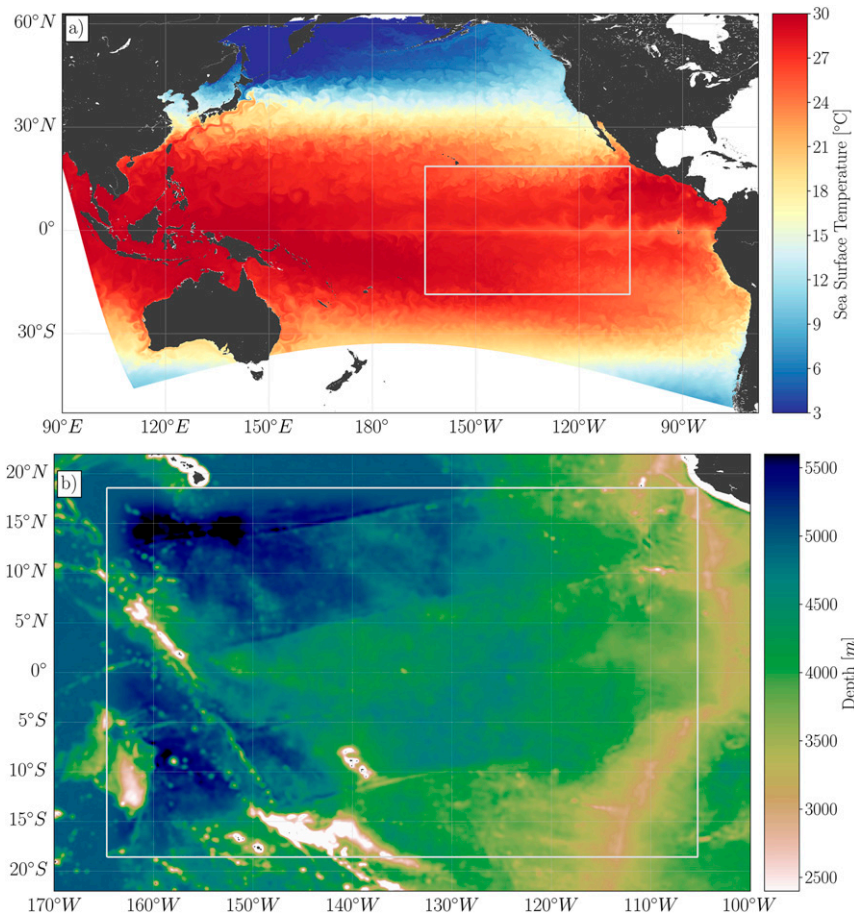 a)
60°N
30°N
0°
30°S
90°E 120°E 150°E 180° 150°W 120°W 90°W
30
27
24
21
18
15
12
9
6
3
Sea Surface Temperature [°C]
b)
20°N
15°N
10°N
5°N
0°
5°S
10°S
15°S
20°S
170°W 160°W 150°W 140°W 130°W 120°W 110°W 100°W
5500
5000
4500
4000
3500
3000
2500
Depth [m]